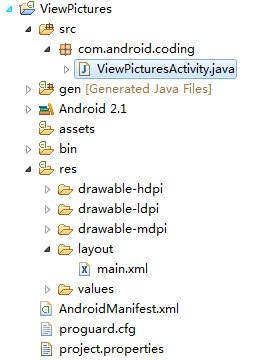 ViewPictures
src
com.android.coding
ViewPicturesActivity.java
gen [Generated Java Files]
Android 2.1
assets
bin
res
drawable-hdpi
drawable-ldpi
drawable-mdpi
layout
main.xml
values
AndroidManifest.xml
proguard.cfg
project.properties